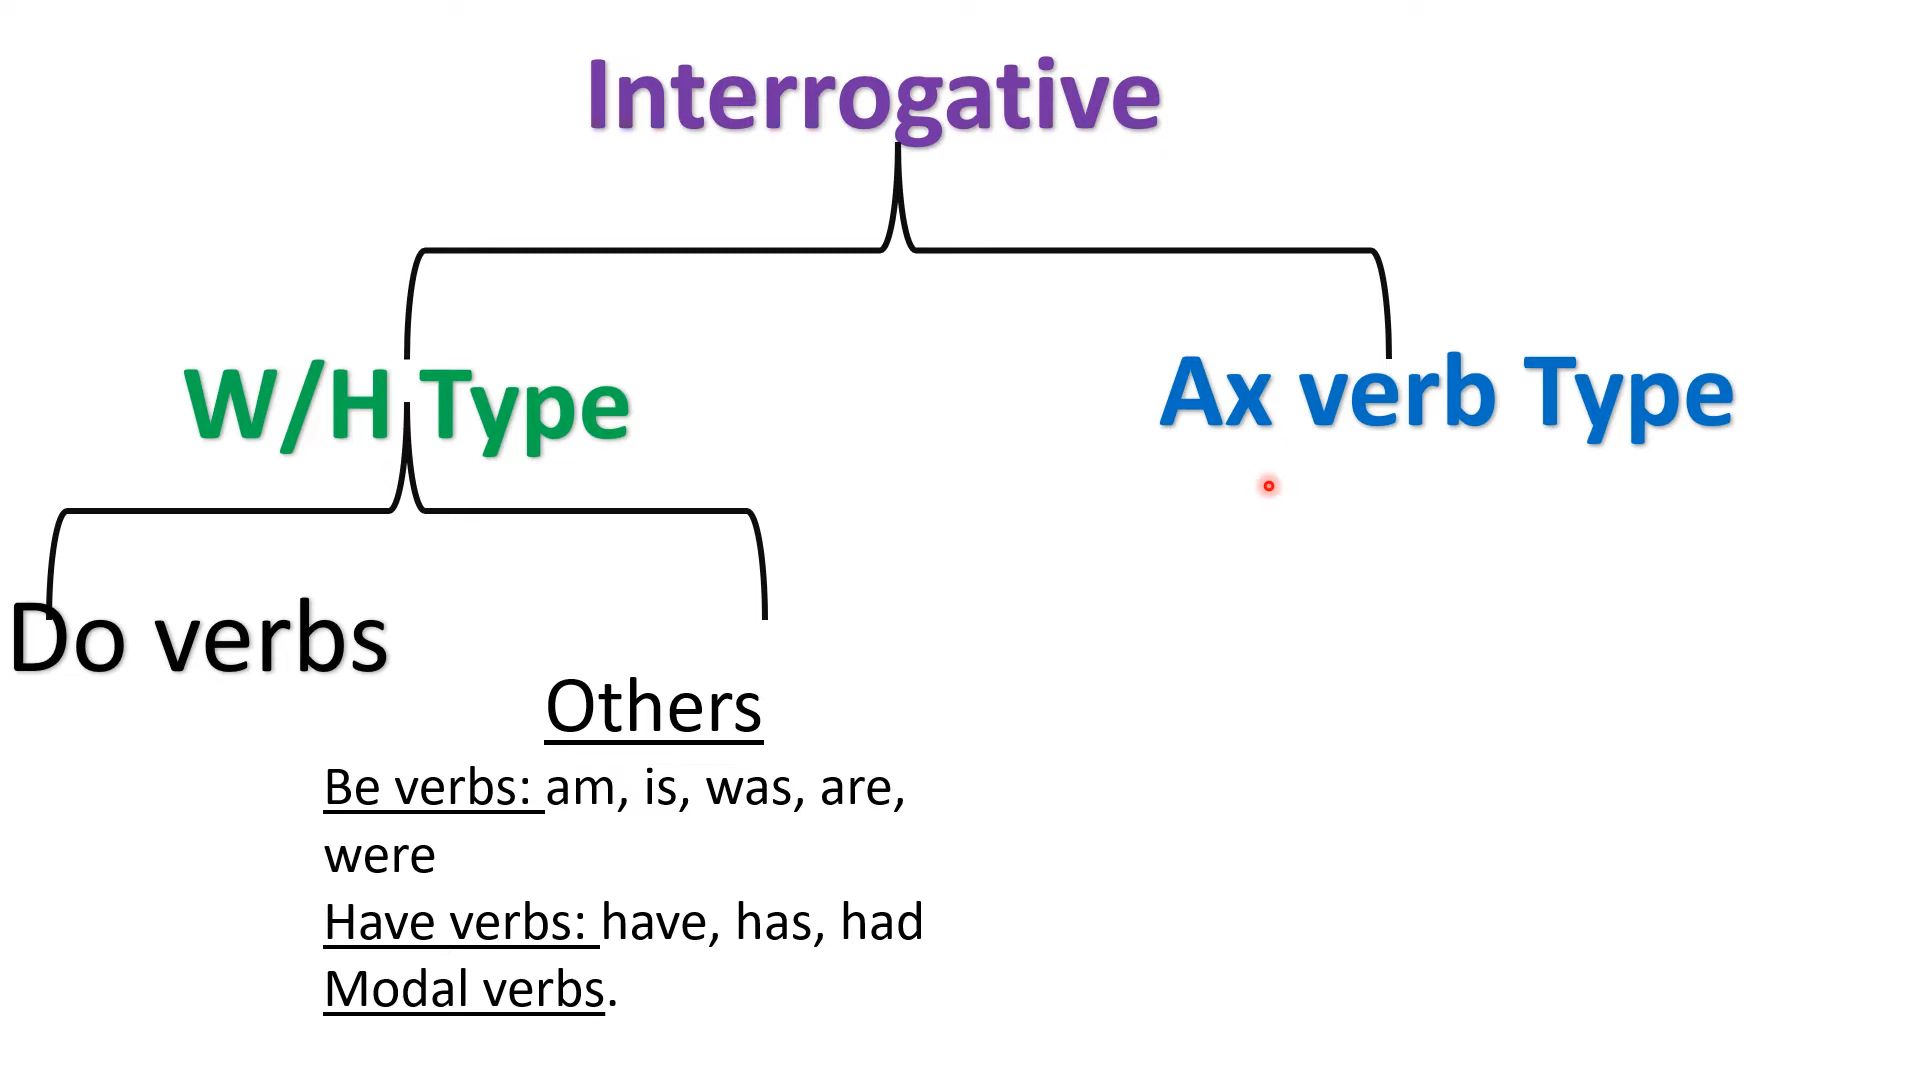 Interrogative
W/H Type
Ax verb Type
Do verbs
Others
Be verbs: am, is, was, are,
were
Have verbs: have, has, had
Modal verbs.